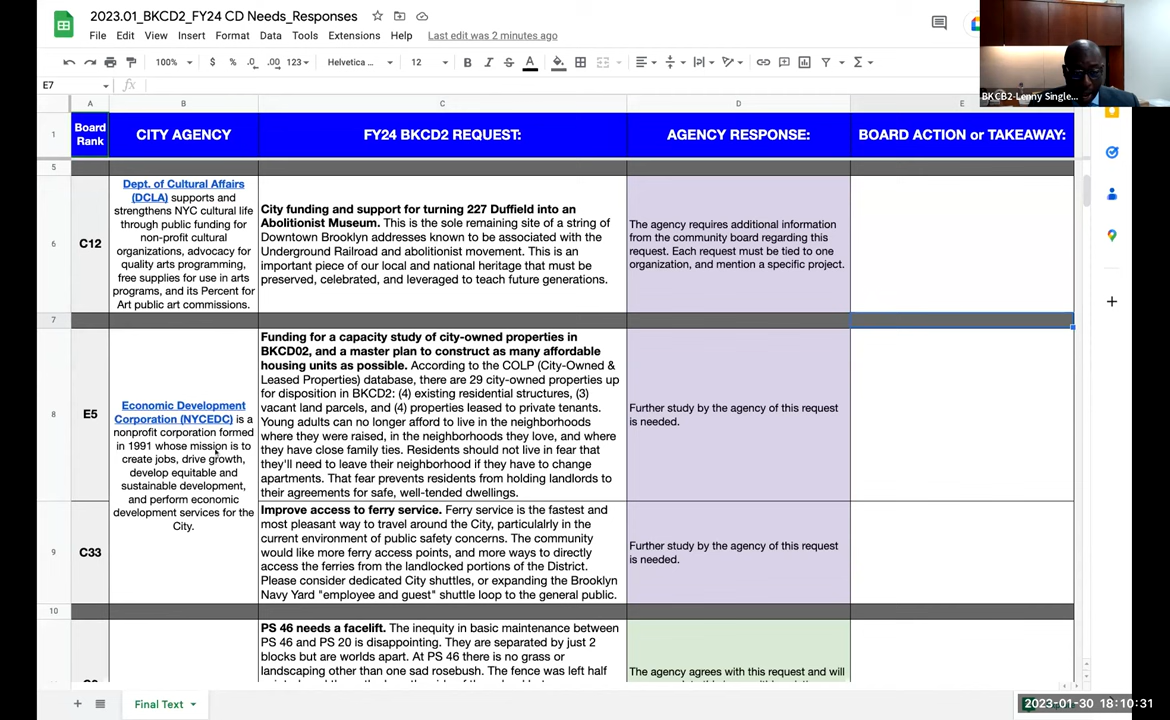 2023.01_BKCD2_FY24 CD Needs_Responses
File Edit View Insert Format Data Tools Extensions Help Last edit was 2 minutes ago
100% $ % .0 .00 123 Helvetica ... 12 B I S A
E7 fx
BKCB2-Lenny Single...
A B C D E
1 Board Rank CITY AGENCY FY24 BKCD2 REQUEST: AGENCY RESPONSE: BOARD ACTION or TAKEAWAY:
5
6
C12
Dept. of Cultural Affairs
(DCLA) supports and
strengthens NYC cultural life
through public funding for
non-profit cultural
organizations, advocacy for
quality arts programming,
free supplies for use in arts
programs, and its Percent for
Art public art commissions.
City funding and support for turning 227 Duffield into an
Abolitionist Museum. This is the sole remaining site of a string of
Downtown Brooklyn addresses known to be associated with the
Underground Railroad and abolitionist movement. This is an
important piece of our local and national heritage that must be
preserved, celebrated, and leveraged to teach future generations.
The agency requires additional information
from the community board regarding this
request. Each request must be tied to one
organization, and mention a specific project.
7
8
E5
Economic Development
Corporation (NYCEDC) is a
nonprofit corporation formed
in 1991 whose mission is to
create jobs, drive growth,
develop equitable and
sustainable development,
and perform economic
development services for the
City.
Funding for a capacity study of city-owned properties in
BKCD02, and a master plan to construct as many affordable
housing units as possible. According to the COLP (City-Owned &
Leased Properties) database, there are 29 city-owned properties up
for disposition in BKCD2: (4) existing residential structures, (3)
vacant land parcels, and (4) properties leased to private tenants.
Young adults can no longer afford to live in the neighborhoods
where they were raised, in the neighborhoods they love, and where
they have close family ties. Residents should not live in fear that
they'll need to leave their neighborhood if they have to change
apartments. That fear prevents residents from holding landlords to
their agreements for safe, well-tended dwellings.
Further study by the agency of this request
is needed.
9
C33
Improve access to ferry service. Ferry service is the fastest and
most pleasant way to travel around the City, particulalrly in the
current environment of public safety concerns. The community
would like more ferry access points, and more ways to directly
access the ferries from the landlocked portions of the District.
Please consider dedicated City shuttles, or expanding the Brooklyn
Navy Yard "employee and guest" shuttle loop to the general public.
Further study by the agency of this request
is needed.
10
PS 46 needs a facelift. The inequity in basic maintenance between
PS 46 and PS 20 is disappointing. They are separated by just 2
blocks but are worlds apart. At PS 46 there is no grass or
landscaping other than one sad rosebush. The fence was left half
The agency agrees with this request and will
Final Text
2023-01-30 18:10:31